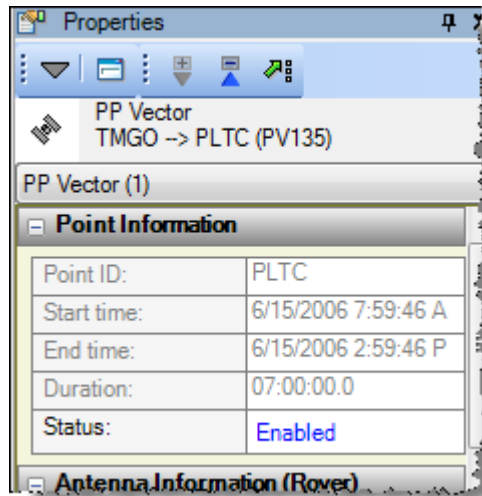 Properties
PP Vector
TMGO --> PLTC (PV135)
PP Vector (1)
Point Information
Point ID: PLTC
Start time: 6/15/2006 7:59:46 A
End time: 6/15/2006 2:59:46 P
Duration: 07:00:00.0
Status: Enabled
Antenna Information (Rover)